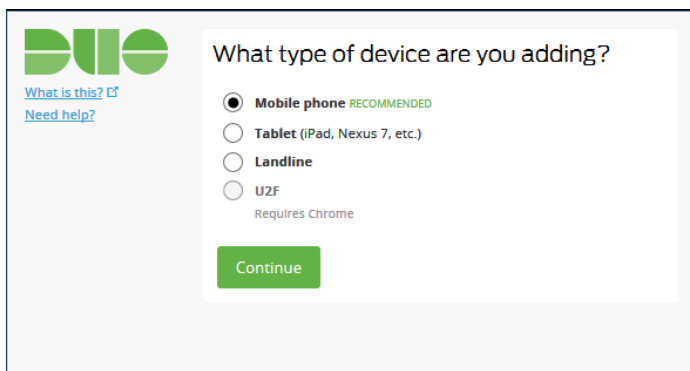 DUO
What is this?
Need help?
What type of device are you adding?
Mobile phone RECOMMENDED
Tablet (iPad, Nexus 7, etc.)
Landline
U2F
Requires Chrome
Continue